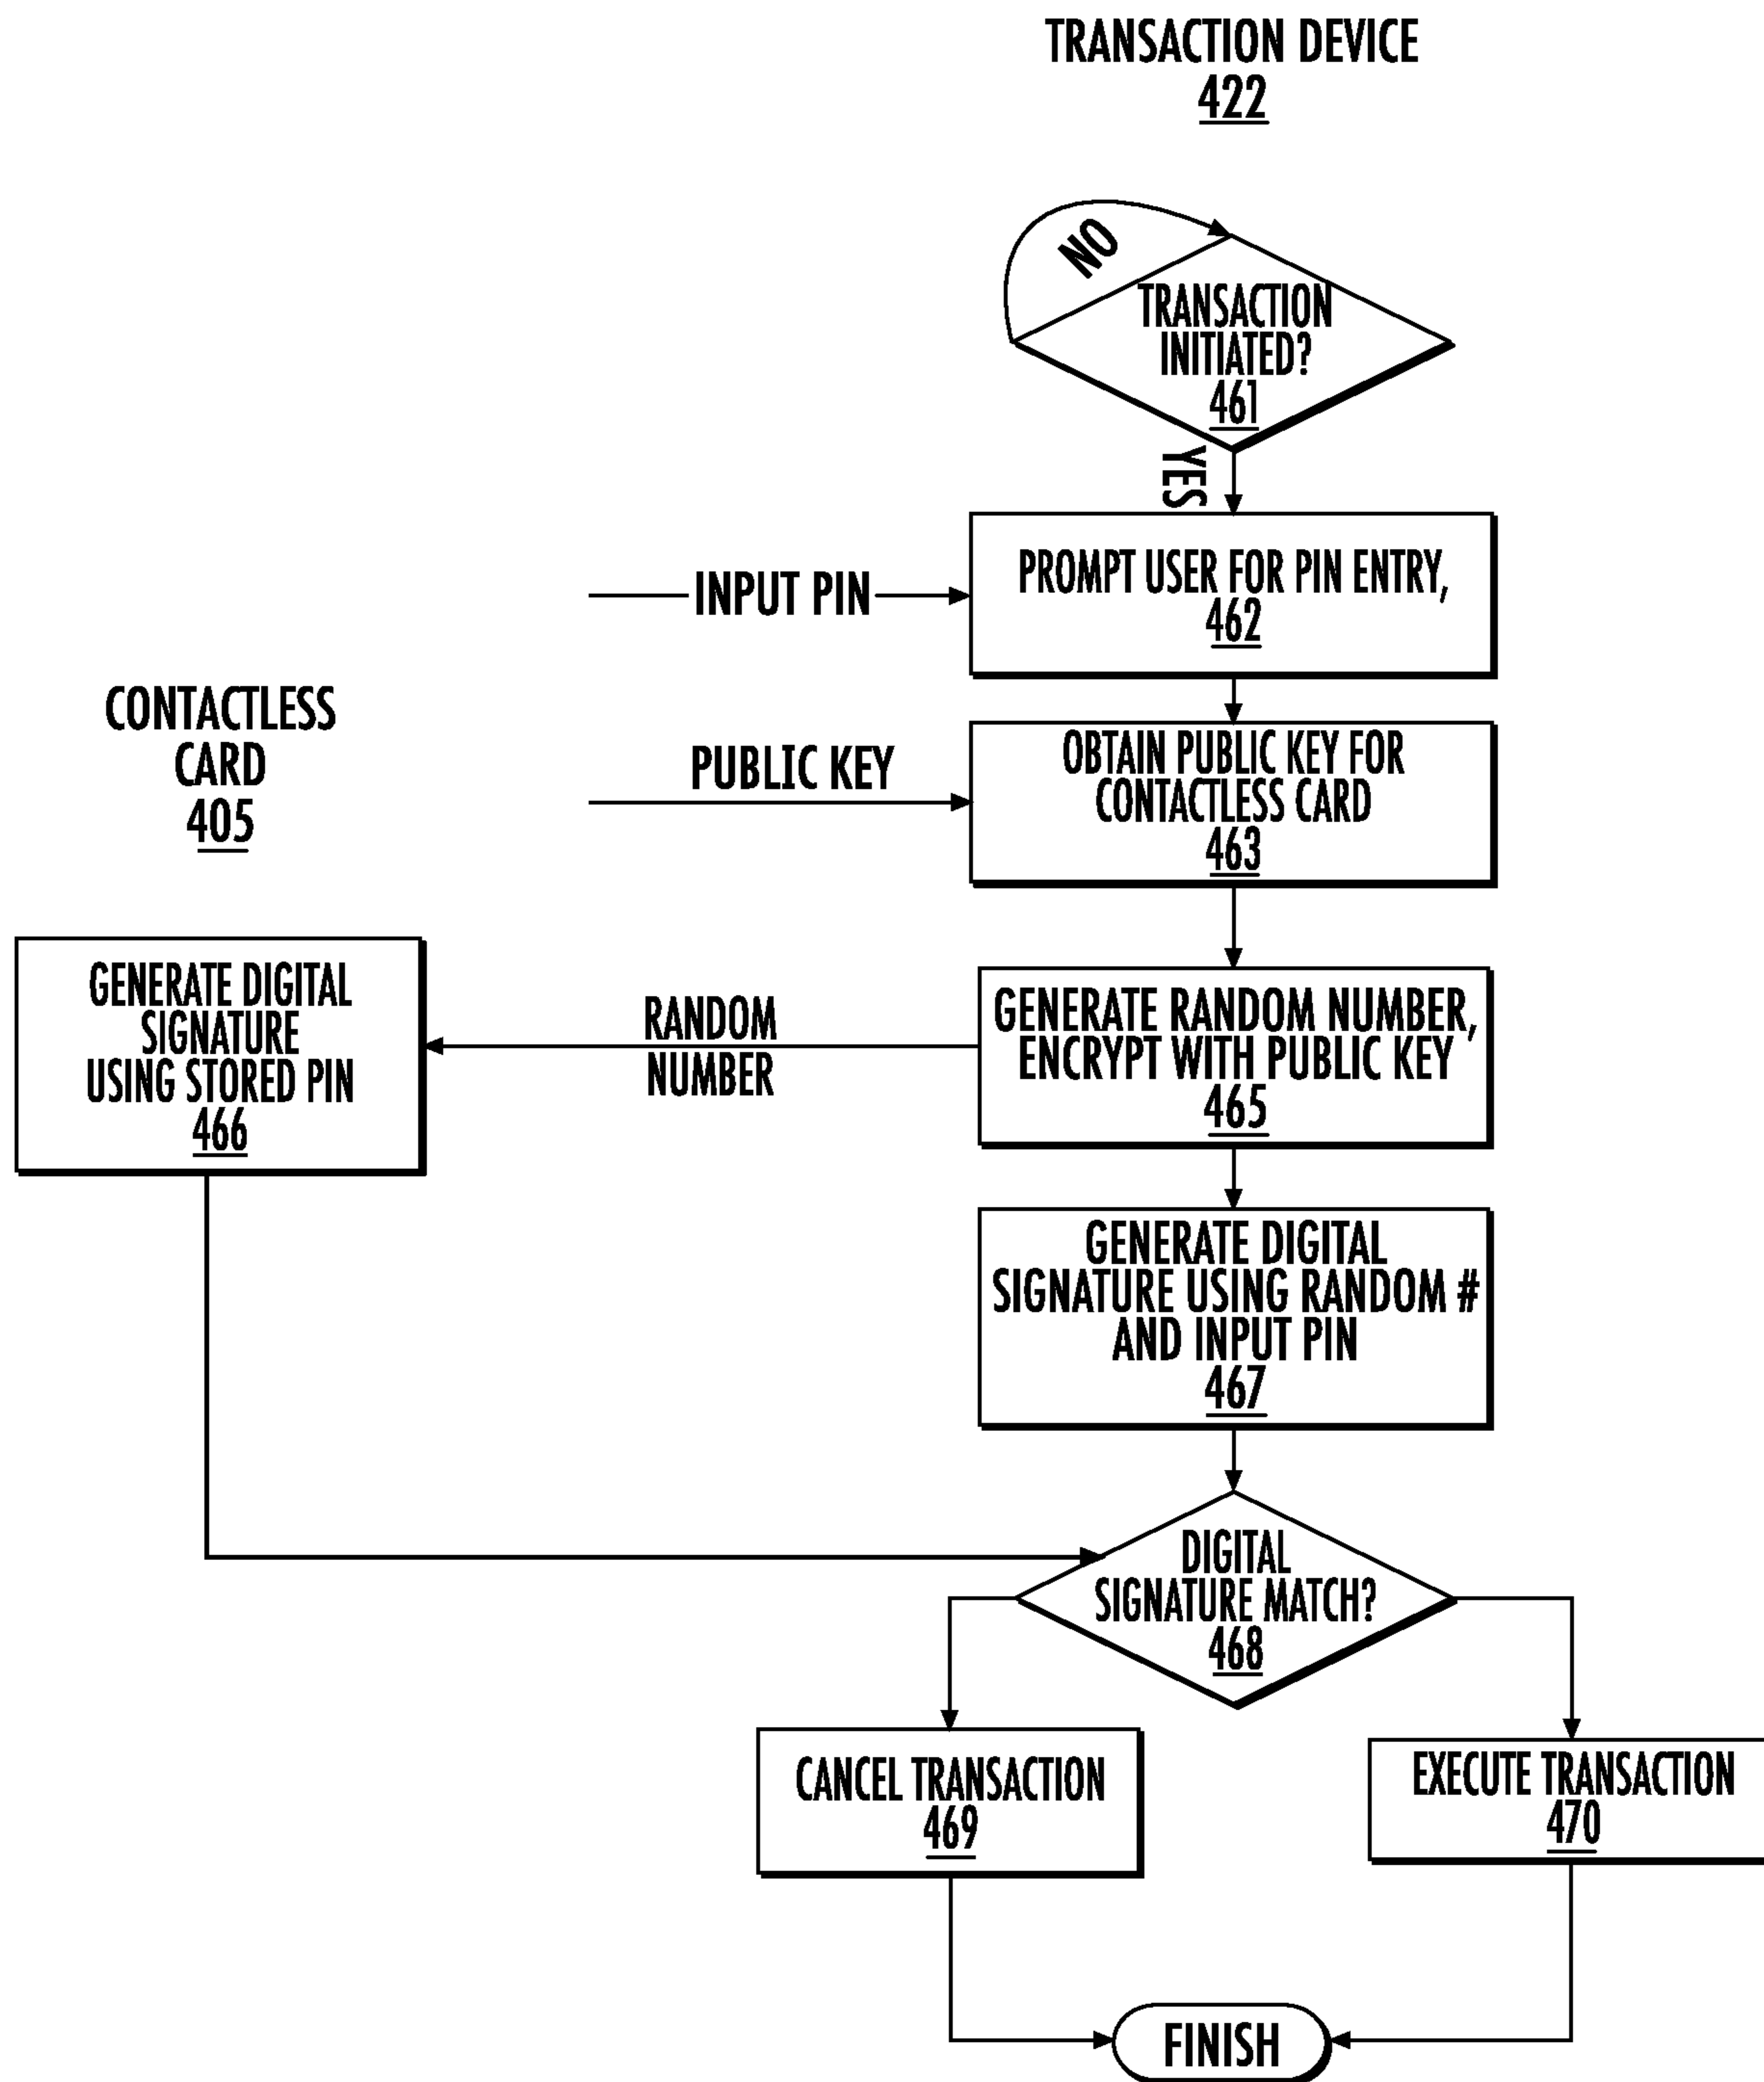 TRANSACTION DEVICE
422
NO
TRANSACTION
INITIATED?
461
YES
INPUT PIN
PROMPT USER FOR PIN ENTRY,
462
CONTACTLESS
CARD
405
PUBLIC KEY
OBTAIN PUBLIC KEY FOR
CONTACTLESS CARD
463
GENERATE DIGITAL
SIGNATURE
USING STORED PIN
466
RANDOM
NUMBER
GENERATE RANDOM NUMBER,
ENCRYPT WITH PUBLIC KEY
465
GENERATE DIGITAL
SIGNATURE USING RANDOM #
AND INPUT PIN
467
DIGITAL
SIGNATURE MATCH?
468
CANCEL TRANSACTION
469
EXECUTE TRANSACTION
470
FINISH